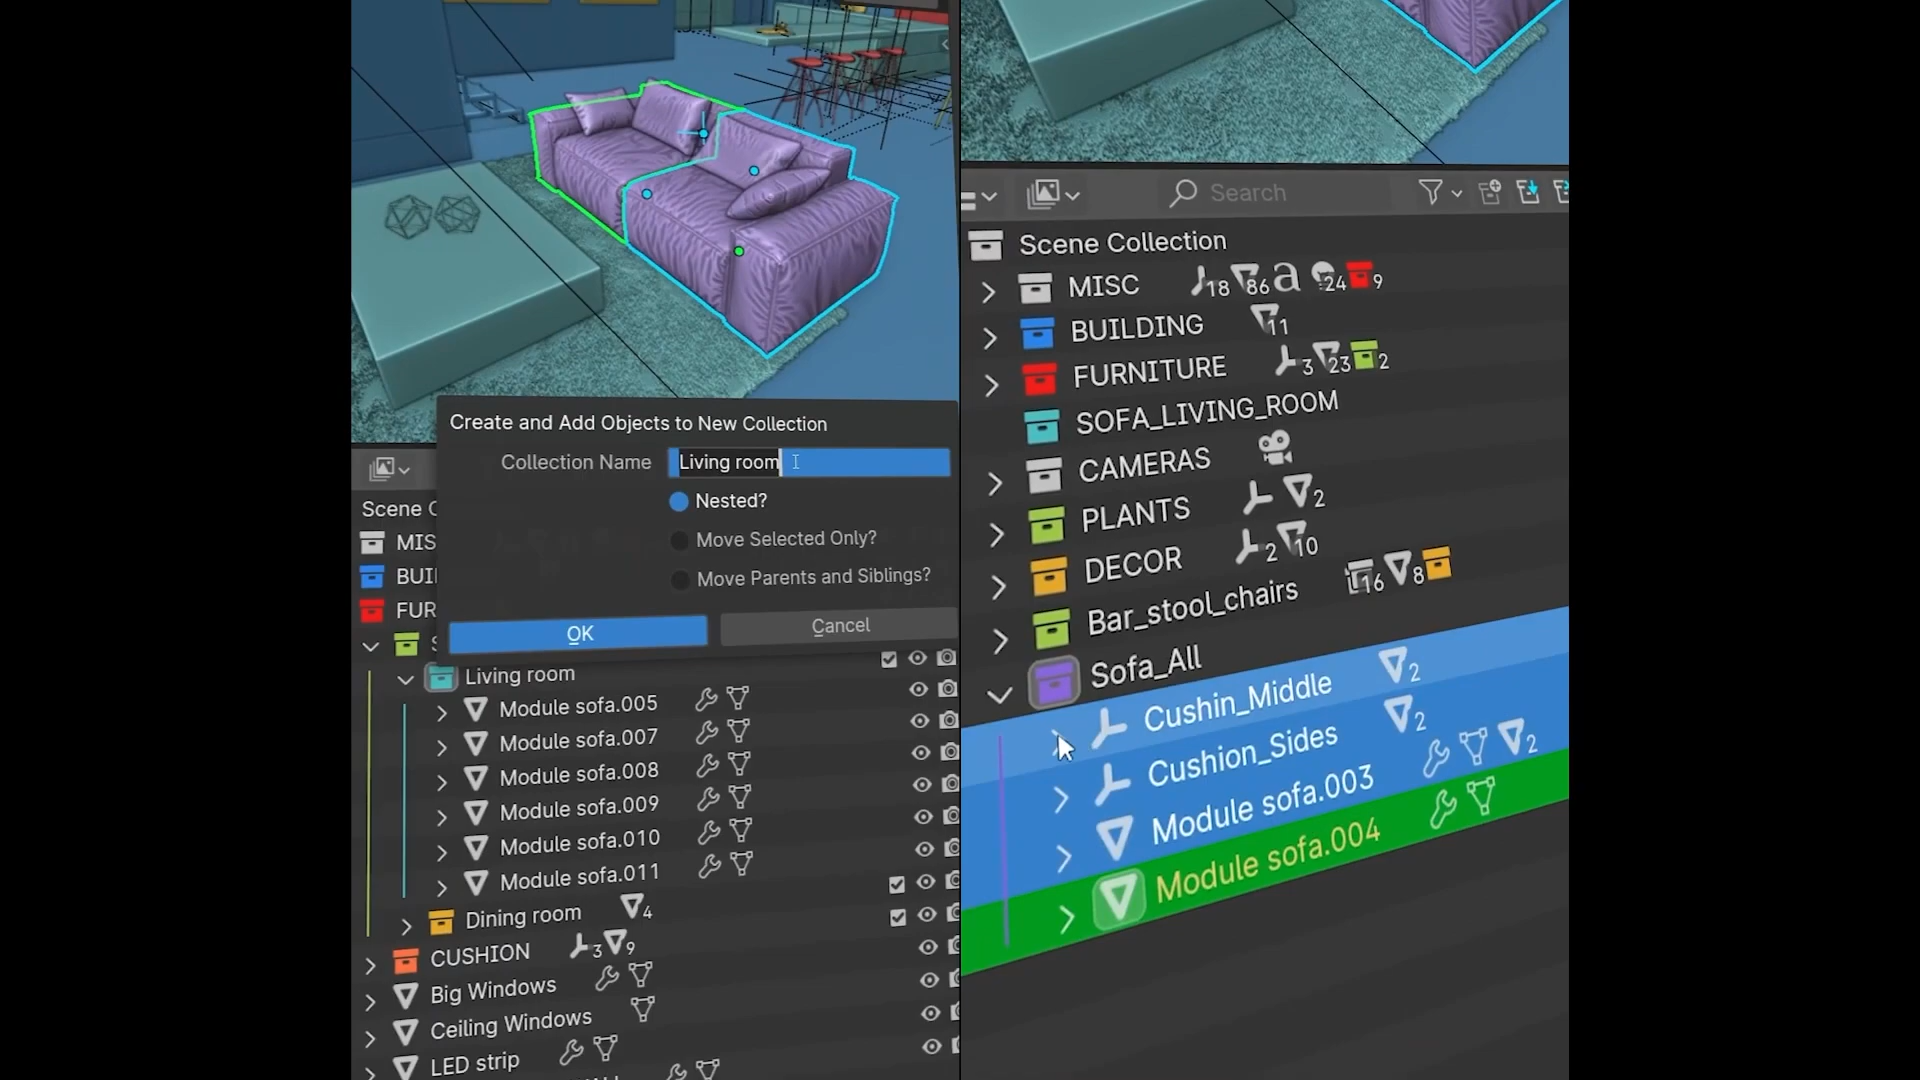 Create and Add Objects to New Collection
Collection Name
Living room
Nested?
Move Selected Only?
Move Parents and Siblings?
OK
Cancel
Scene C
MIS
BUI
FUR
Living room
Module sofa.005
Module sofa.007
Module sofa.008
Module sofa.009
Module sofa.010
Module sofa.011
Dining room 4
CUSHION 3 9
Big Windows
Ceiling Windows
LED strip
Search
Scene Collection
MISC 18 86 a 24 9
BUILDING 11
FURNITURE 3 23 2
SOFA_LIVING_ROOM
CAMERAS
PLANTS 2
DECOR 2 10
Bar_stool_chairs 16 8
Sofa_All
Cushin_Middle 2
Cushion_Sides 2
Module sofa.003 2
Module sofa.004